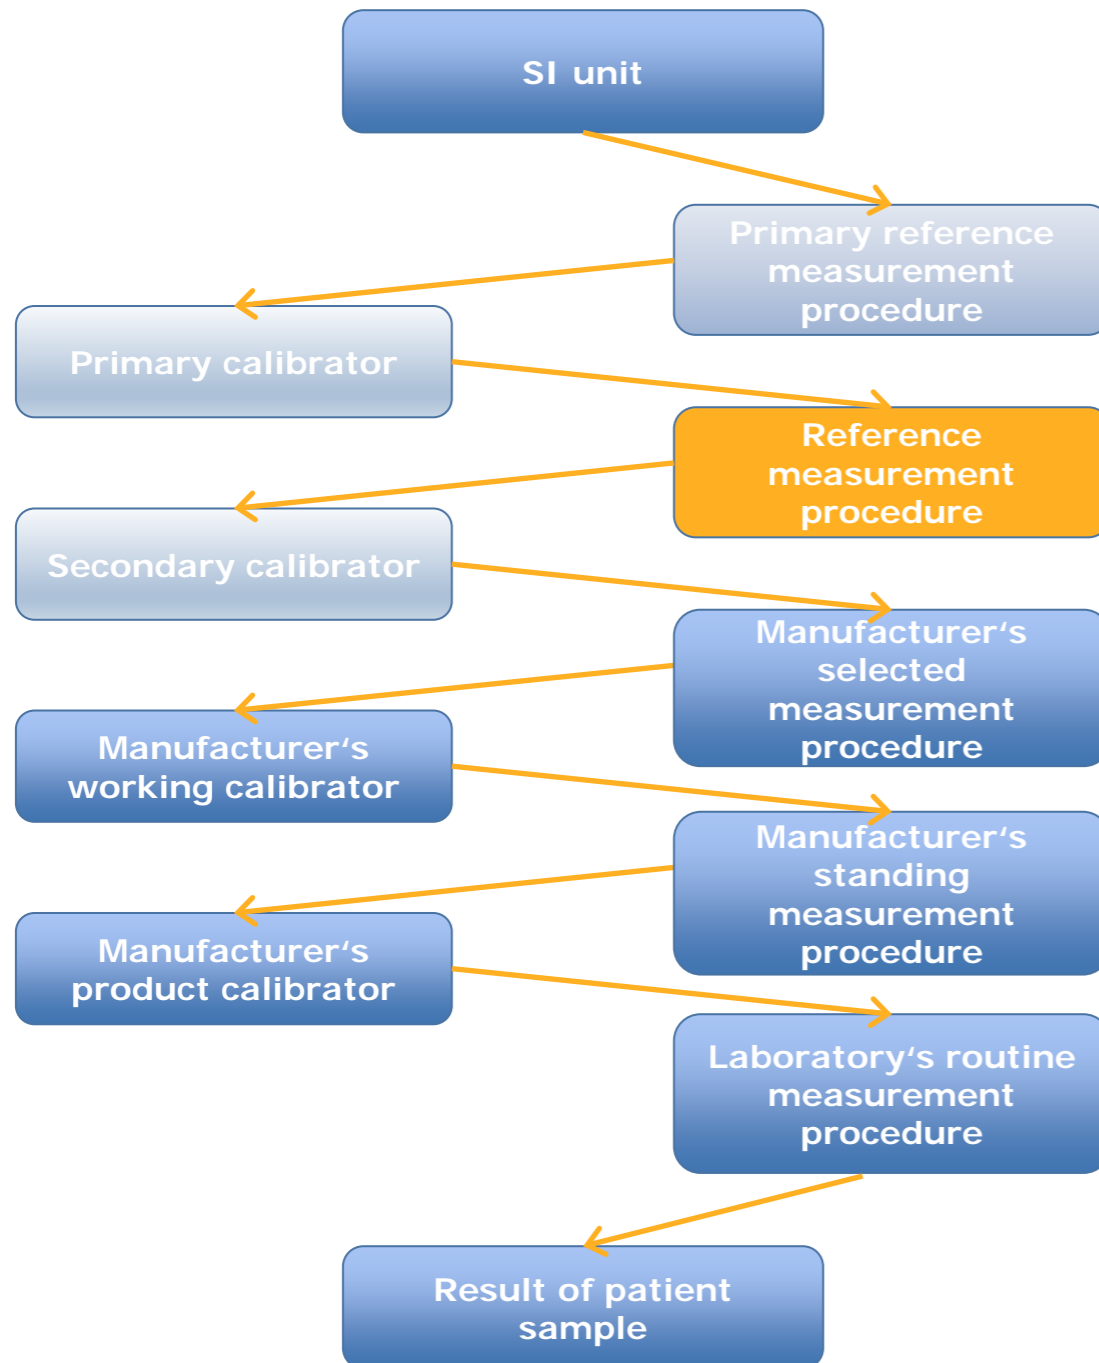 SI unit
Primary reference
measurement
procedure
Primary calibrator
Reference
measurement
procedure
Secondary calibrator
Manufacturer‘s
selected
measurement
procedure
Manufacturer‘s
working calibrator
Manufacturer‘s
standing
measurement
procedure
Manufacturer‘s
product calibrator
Laboratory‘s routine
measurement
procedure
Result of patient
sample